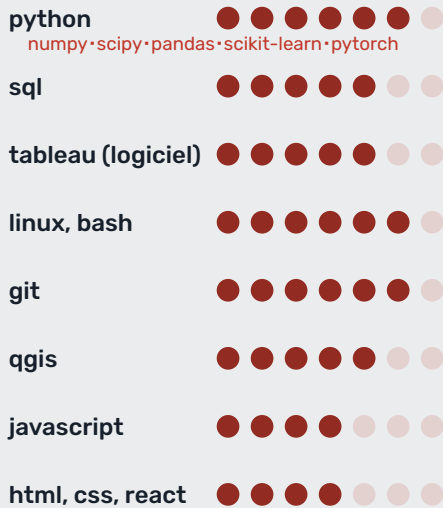 python
numpy·scipy·pandas·scikit-learn·pytorch
sql
tableau (logiciel)
linux, bash
git
qgis
javascript
html, css, react